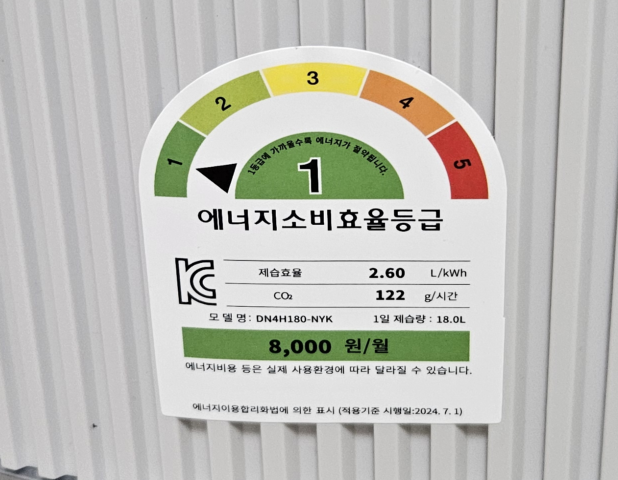 1 2 3 4 5
1등급에 가까울수록 에너지가 절약됩니다.
1
에너지소비효율등급
KC
제습효율 2.60 L/kWh
CO₂ 122 g/시간
모 델 명: DN4H180-NYK 1일 제습량 : 18.0L
8,000 원/월
에너지비용 등은 실제 사용환경에 따라 달라질 수 있습니다.
에너지이용합리화법에 의한 표시 (적용기준 시행일:2024. 7. 1)